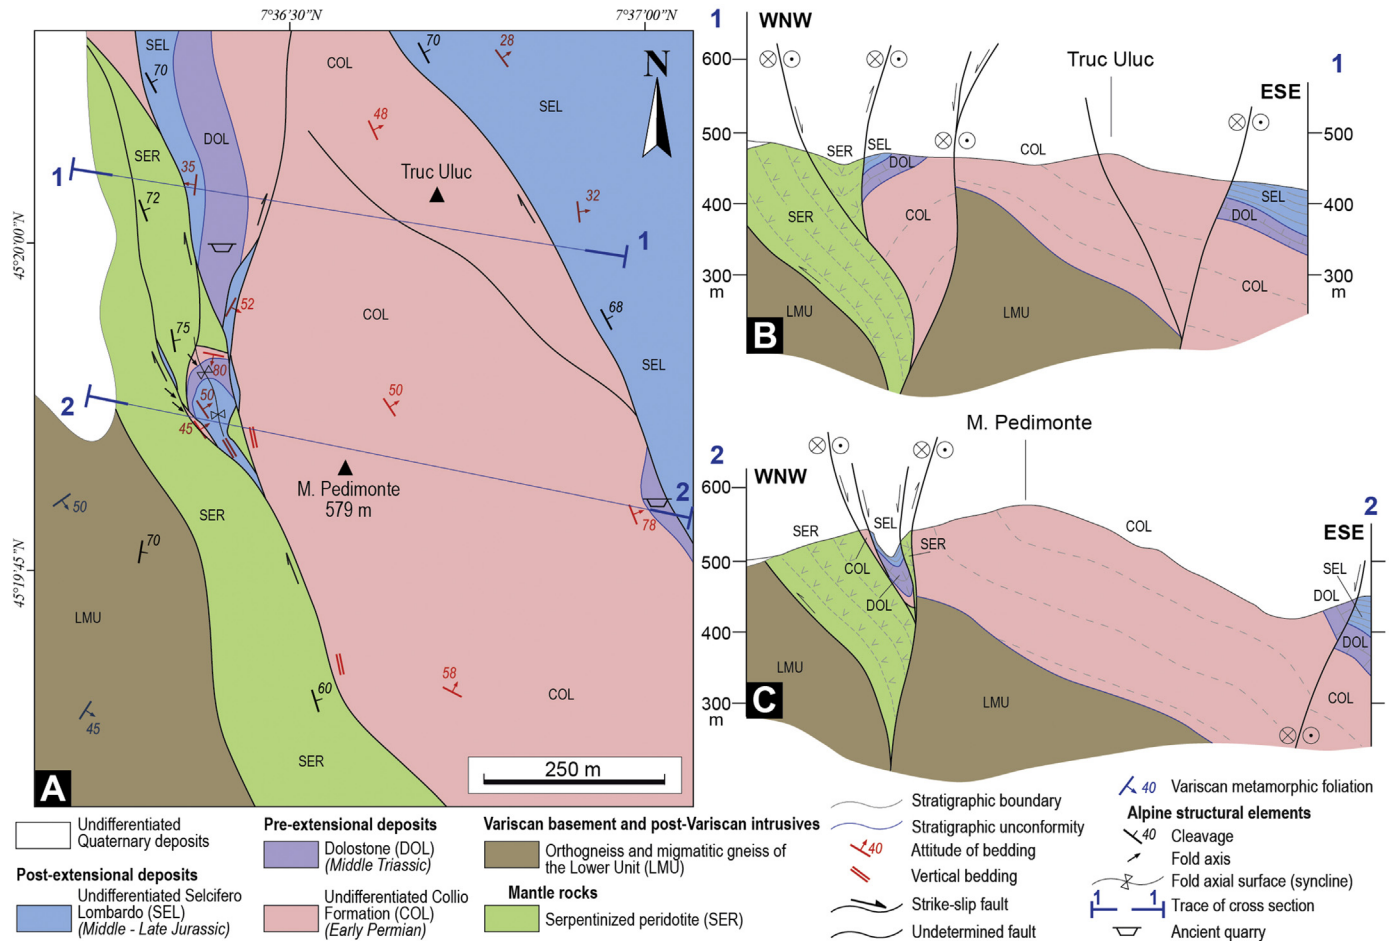 7°36'30"N
7°37'00"N
45°20'00"N
45°19'45"N
SEL
70
DOL
COL
70
28
SEL
N
48
SER
35
1
72
Truc Uluc
32
1
52
COL
68
75
80
SEL
50
50
2
45
M. Pedimonte
579 m
2
78
50
70
SER
LMU
58
60
COL
45
SER
A
250 m
1
WNW
600
500
400
300
m
Truc Uluc
1
ESE
500
400
300
m
SER
SEL
DOL
COL
SER
COL
SEL
DOL
LMU
LMU
COL
B
M. Pedimonte
2
WNW
600
500
400
300
m
2
ESE
500
400
300
SER
SEL
SER
COL
COL
DOL
SEL
DOL
DOL
LMU
LMU
COL
C
Undifferentiated
Quaternary deposits
Post-extensional deposits
Undifferentiated Selcifero
Lombardo (SEL)
(Middle - Late Jurassic)
Pre-extensional deposits
Dolostone (DOL)
(Middle Triassic)
Undifferentiated Collio
Formation (COL)
(Early Permian)
Variscan basement and post-Variscan intrusives
Orthogneiss and migmatitic gneiss of
the Lower Unit (LMU)
Mantle rocks
Serpentinized peridotite (SER)
Stratigraphic boundary
Stratigraphic unconformity
40
Attitude of bedding
Vertical bedding
Strike-slip fault
Undetermined fault
40
Variscan metamorphic foliation
Alpine structural elements
40
Cleavage
Fold axis
Fold axial surface (syncline)
1
1
Trace of cross section
Ancient quarry